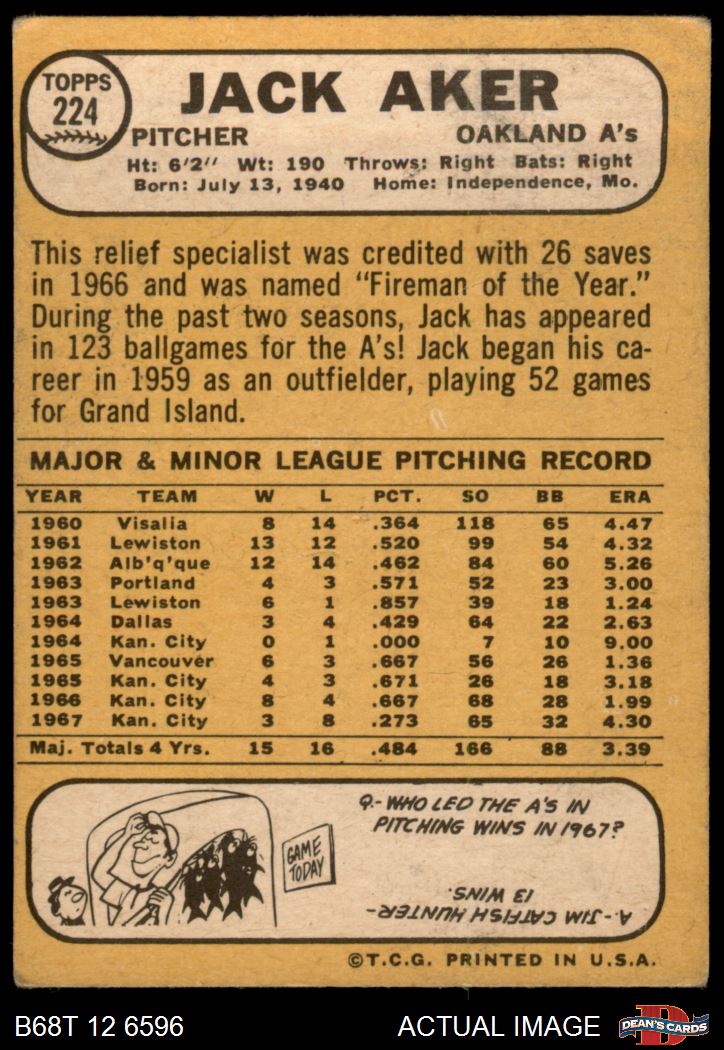 TOPPS
224
JACK AKER
PITCHER OAKLAND A's
Ht: 6'2" Wt: 190 Throws: Right Bats: Right
Born: July 13, 1940 Home: Independence, Mo.
This relief specialist was credited with 26 saves
in 1966 and was named "Fireman of the Year."
During the past two seasons, Jack has appeared
in 123 ballgames for the A's! Jack began his ca-
reer in 1959 as an outfielder, playing 52 games
for Grand Island.
MAJOR & MINOR LEAGUE PITCHING RECORD
YEAR TEAM W L PCT. SO BB ERA
1960 Visalia 8 14 .364 118 65 4.47
1961 Lewiston 13 12 .520 99 54 4.32
1962 Alb'q'que 12 14 .462 84 60 5.26
1963 Portland 4 3 .571 52 23 3.00
1963 Lewiston 6 1 .857 39 18 1.24
1964 Dallas 3 4 .429 64 22 2.63
1964 Kan. City 0 1 .000 7 10 9.00
1965 Vancouver 6 3 .667 56 26 1.36
1965 Kan. City 4 3 .671 26 18 3.18
1966 Kan. City 8 4 .667 68 28 1.99
1967 Kan. City 3 8 .273 65 32 4.30
Maj. Totals 4 Yrs. 15 16 .484 166 88 3.39
GAME
TODAY
Q.- WHO LED THE A'S IN
PITCHING WINS IN 1967?
A.- JIM CATFISH HUNTER-
WITH 13 WINS.
©T.C.G. PRINTED IN U.S.A.
B68T 12 6596 ACTUAL IMAGE
D
DEAN'S CARDS